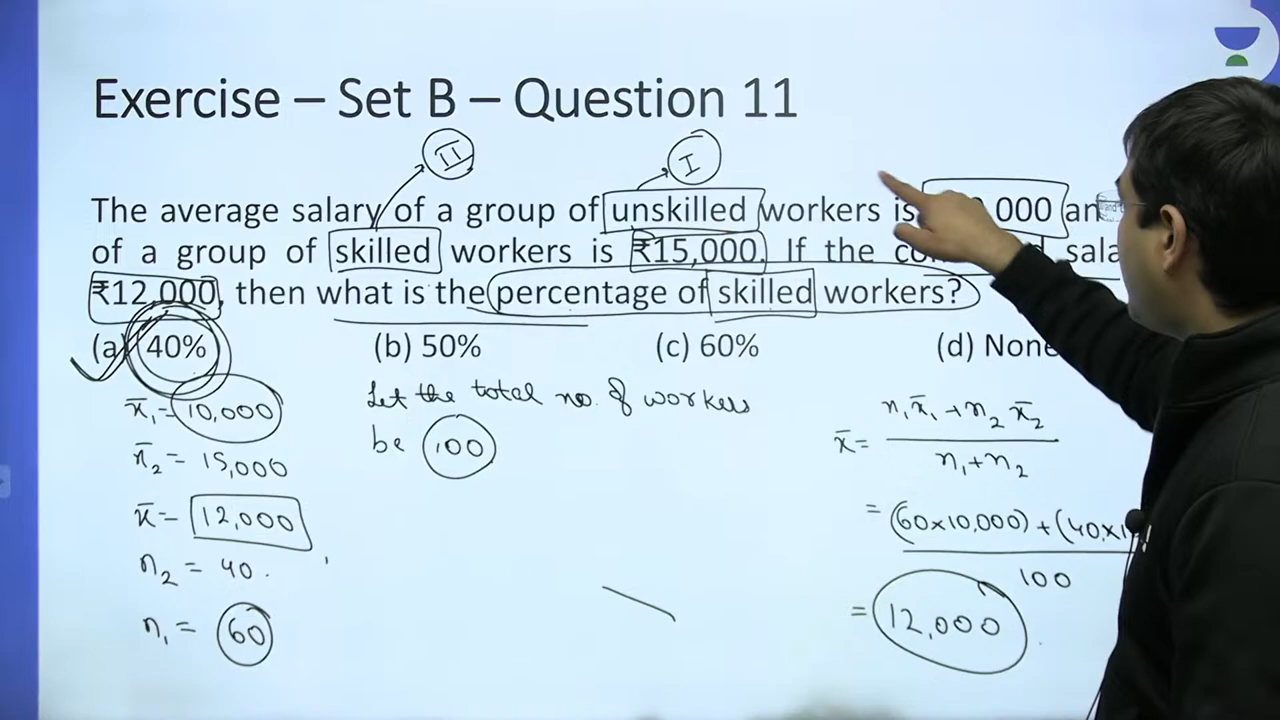 Exercise – Set B – Question 11
II
I
The average salary of a group of unskilled workers is 000 an
of a group of skilled workers is ₹15,000. If the sala
₹12,000, then what is the percentage of skilled workers?
(a) 40% (b) 50% (c) 60% (d) None
x̄₁ = 10,000
x̄₂ = 15,000
x̄ = 12,000
n₂ = 40.
n₁ = 60
Let the total no. of workers
be 100
x̄ = n₁x̄₁ + n₂x̄₂
n₁+n₂
= (60×10,000) + (40×1
100
= 12,000